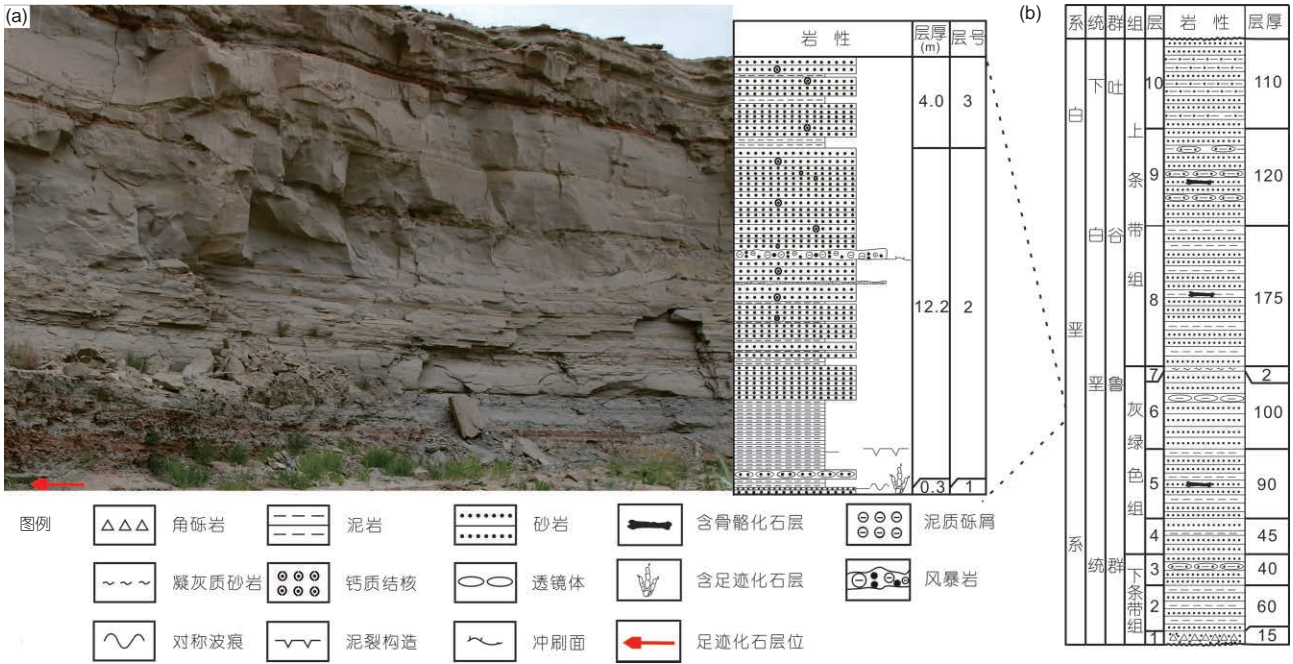 (a)
岩 性 层厚(m) 层号
4.0 3
12.2 2
0.3 1
(b)
系 统 群 组 层 岩 性 层厚
白垩系
下白垩统
吐谷鲁群
上条带组
灰绿色组
下条带组
10 110
9 120
8 175
7 2
6 100
5 90
4 45
3 40
2 60
1 15
图例 角砾岩 泥岩 砂岩 含骨骼化石层 泥质砾屑
凝灰质砂岩 钙质结核 透镜体 含足迹化石层 风暴岩
对称波痕 泥裂构造 冲刷面 足迹化石层位